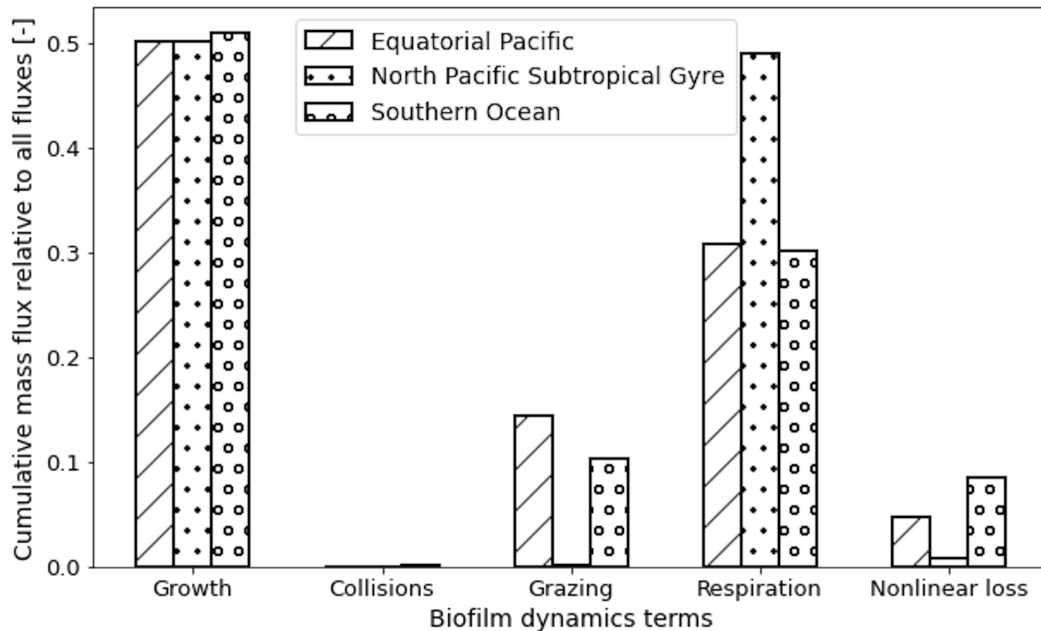 Cumulative mass flux relative to all fluxes [-]
0.5
0.4
0.3
0.2
0.1
0.0
Equatorial Pacific
North Pacific Subtropical Gyre
Southern Ocean
Growth
Collisions
Grazing
Respiration
Nonlinear loss
Biofilm dynamics terms